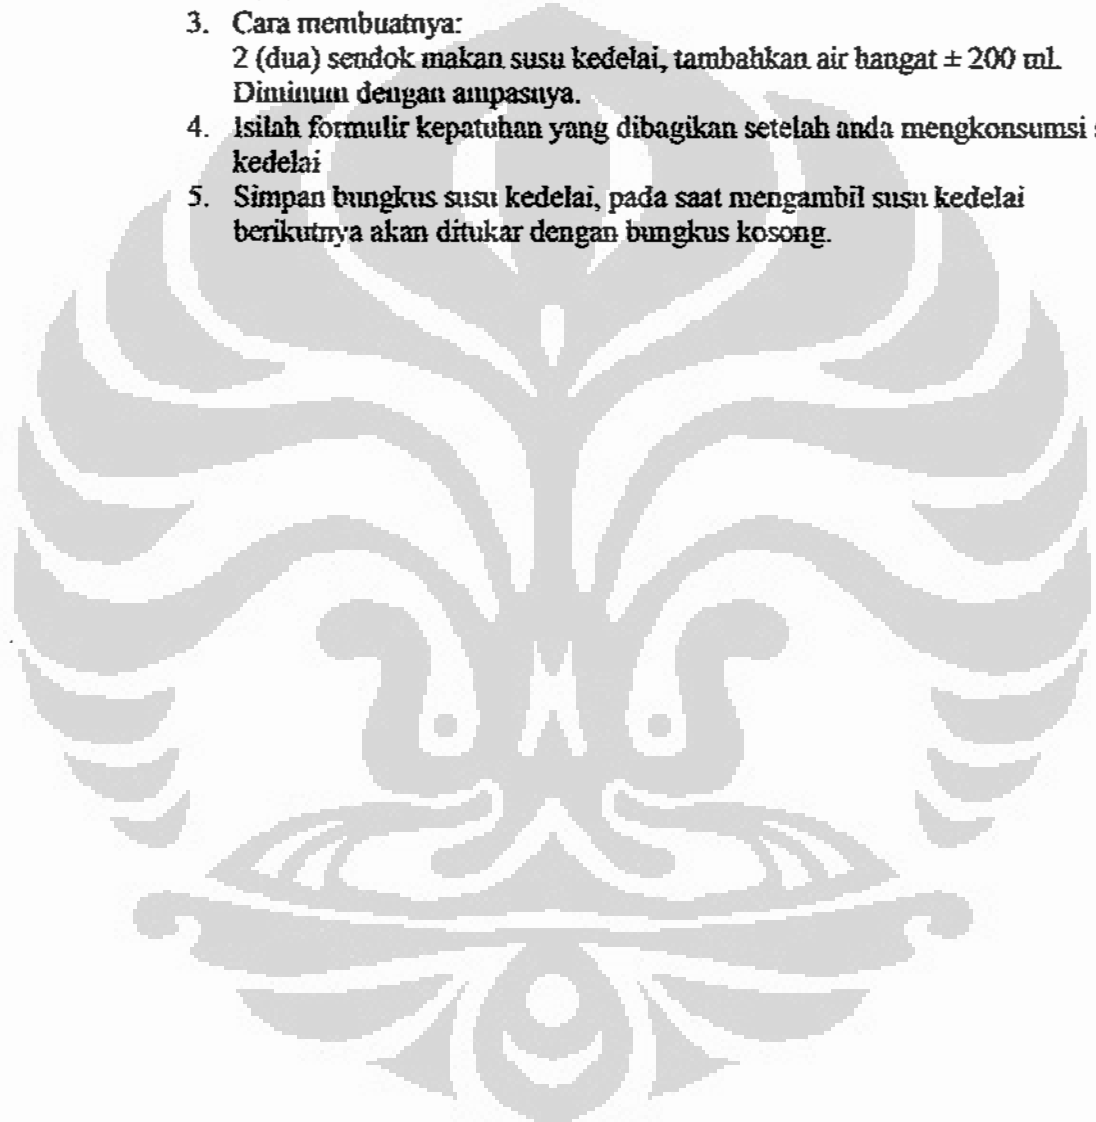 3. Cara membuatnya:
2 (dua) sendok makan susu kedelai, tambahkan air hangat ± 200 mL
Diminum dengan ampasnya.
4. Isilah formulir kepatuhan yang dibagikan setelah anda mengkonsumsi
kedelai
5. Simpan bungkus susu kedelai, pada saat mengambil susu kedelai
berikutnya akan ditukar dengan bungkus kosong.